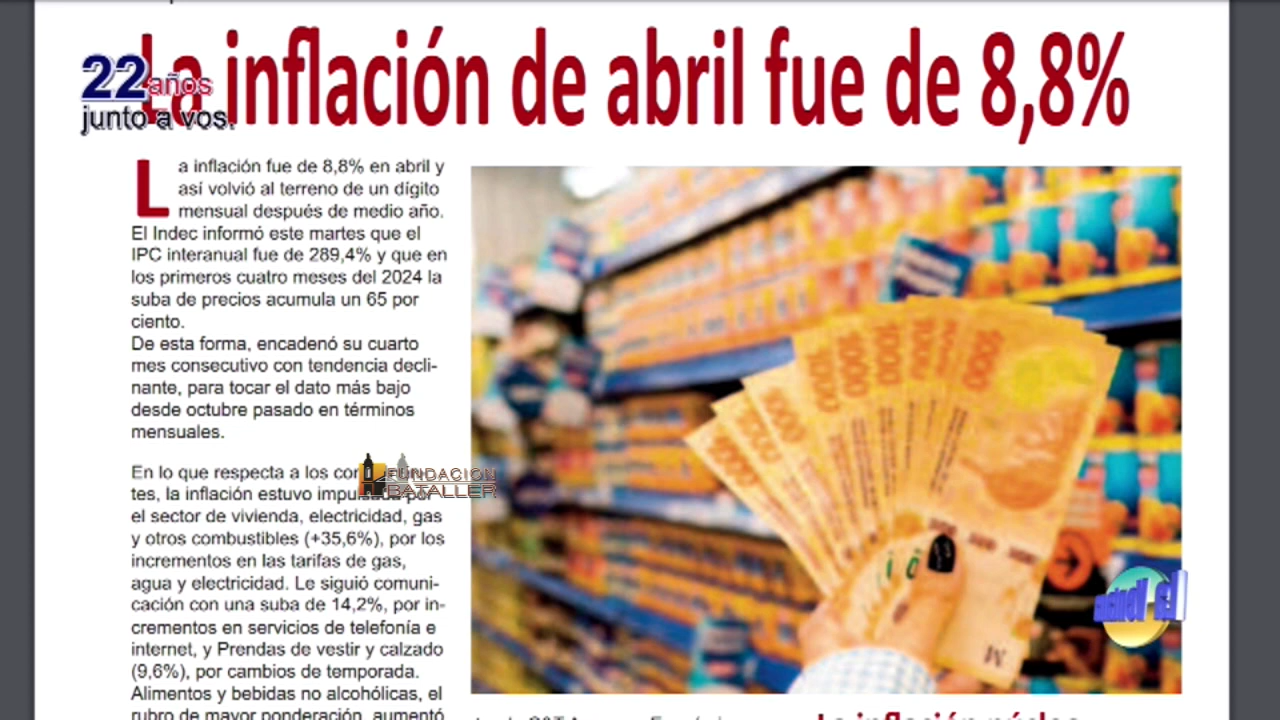 La inflación de abril fue de 8,8%
22 años
junto a vos.
La inflación fue de 8,8% en abril y
así volvió al terreno de un dígito
mensual después de medio año.
El Indec informó este martes que el
IPC interanual fue de 289,4% y que en
los primeros cuatro meses del 2024 la
suba de precios acumula un 65 por
ciento.
De esta forma, encadenó su cuarto
mes consecutivo con tendencia decli-
nante, para tocar el dato más bajo
desde octubre pasado en términos
mensuales.
En lo que respecta a los
tes, la inflación estuvo impulsada por
el sector de vivienda, electricidad, gas
y otros combustibles (+35,6%), por los
incrementos en las tarifas de gas,
agua y electricidad. Le siguió comuni-
cación con una suba de 14,2%, por in-
crementos en servicios de telefonía e
internet, y Prendas de vestir y calzado
(9,6%), por cambios de temporada.
Alimentos y bebidas no alcohólicas, el
rubro de mayor ponderación, aumentó
FUNDACION
BATALLER
1000
1000
1000
1000
1000
La inflación núcleo